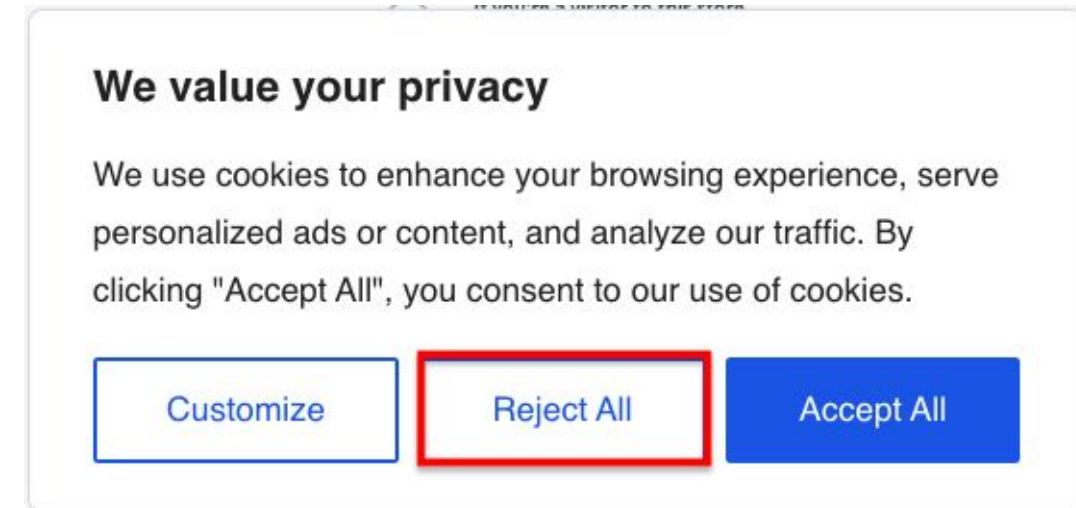 We value your privacy
We use cookies to enhance your browsing experience, serve
personalized ads or content, and analyze our traffic. By
clicking "Accept All", you consent to our use of cookies.
Customize Reject All Accept All